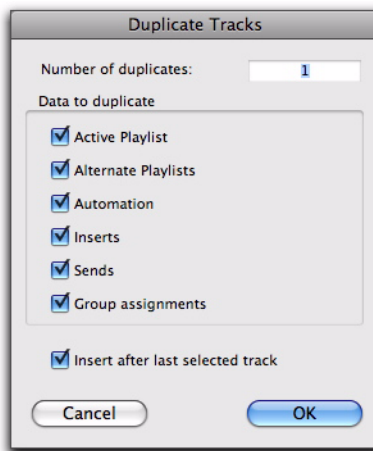 Duplicate Tracks
Number of duplicates: 1
Data to duplicate
Active Playlist
Alternate Playlists
Automation
Inserts
Sends
Group assignments
Insert after last selected track
Cancel OK